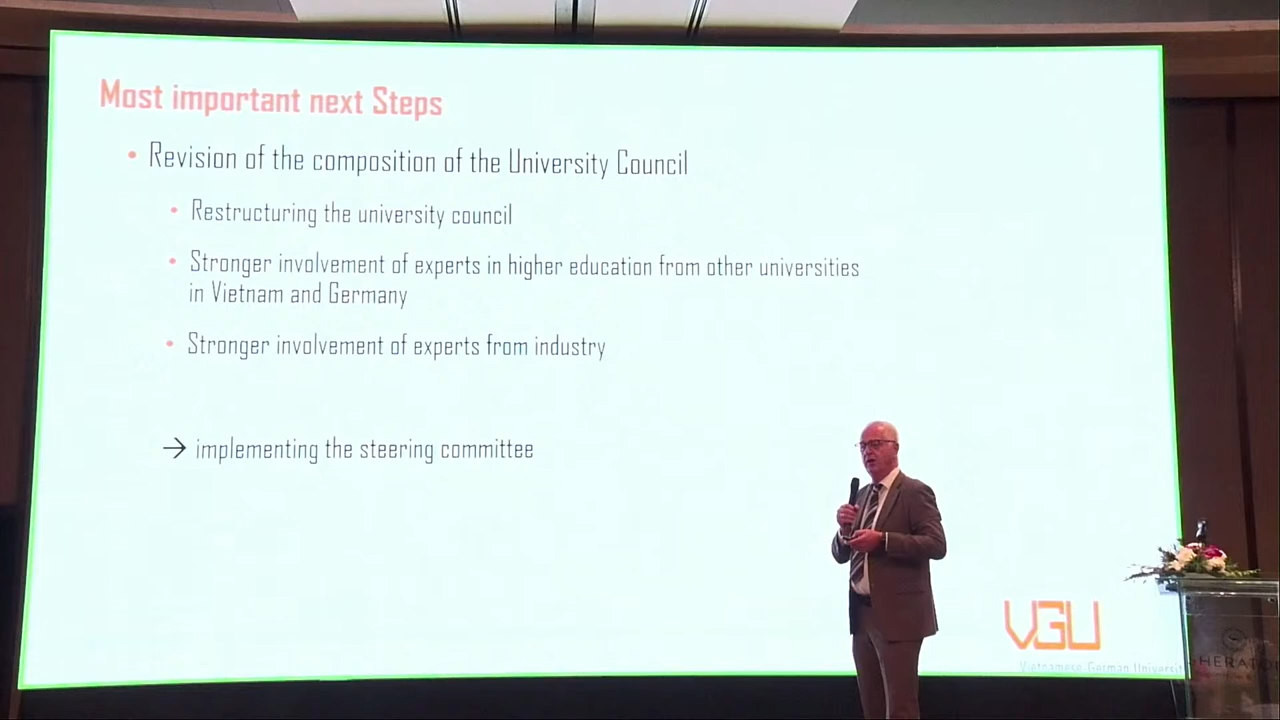 Most important next Steps
• Revision of the composition of the University Council
• Restructuring the university council
• Stronger involvement of experts in higher education from other universities
in Vietnam and Germany
• Stronger involvement of experts from industry
→ implementing the steering committee
VGU
Vietnamese German Universit
HERATO